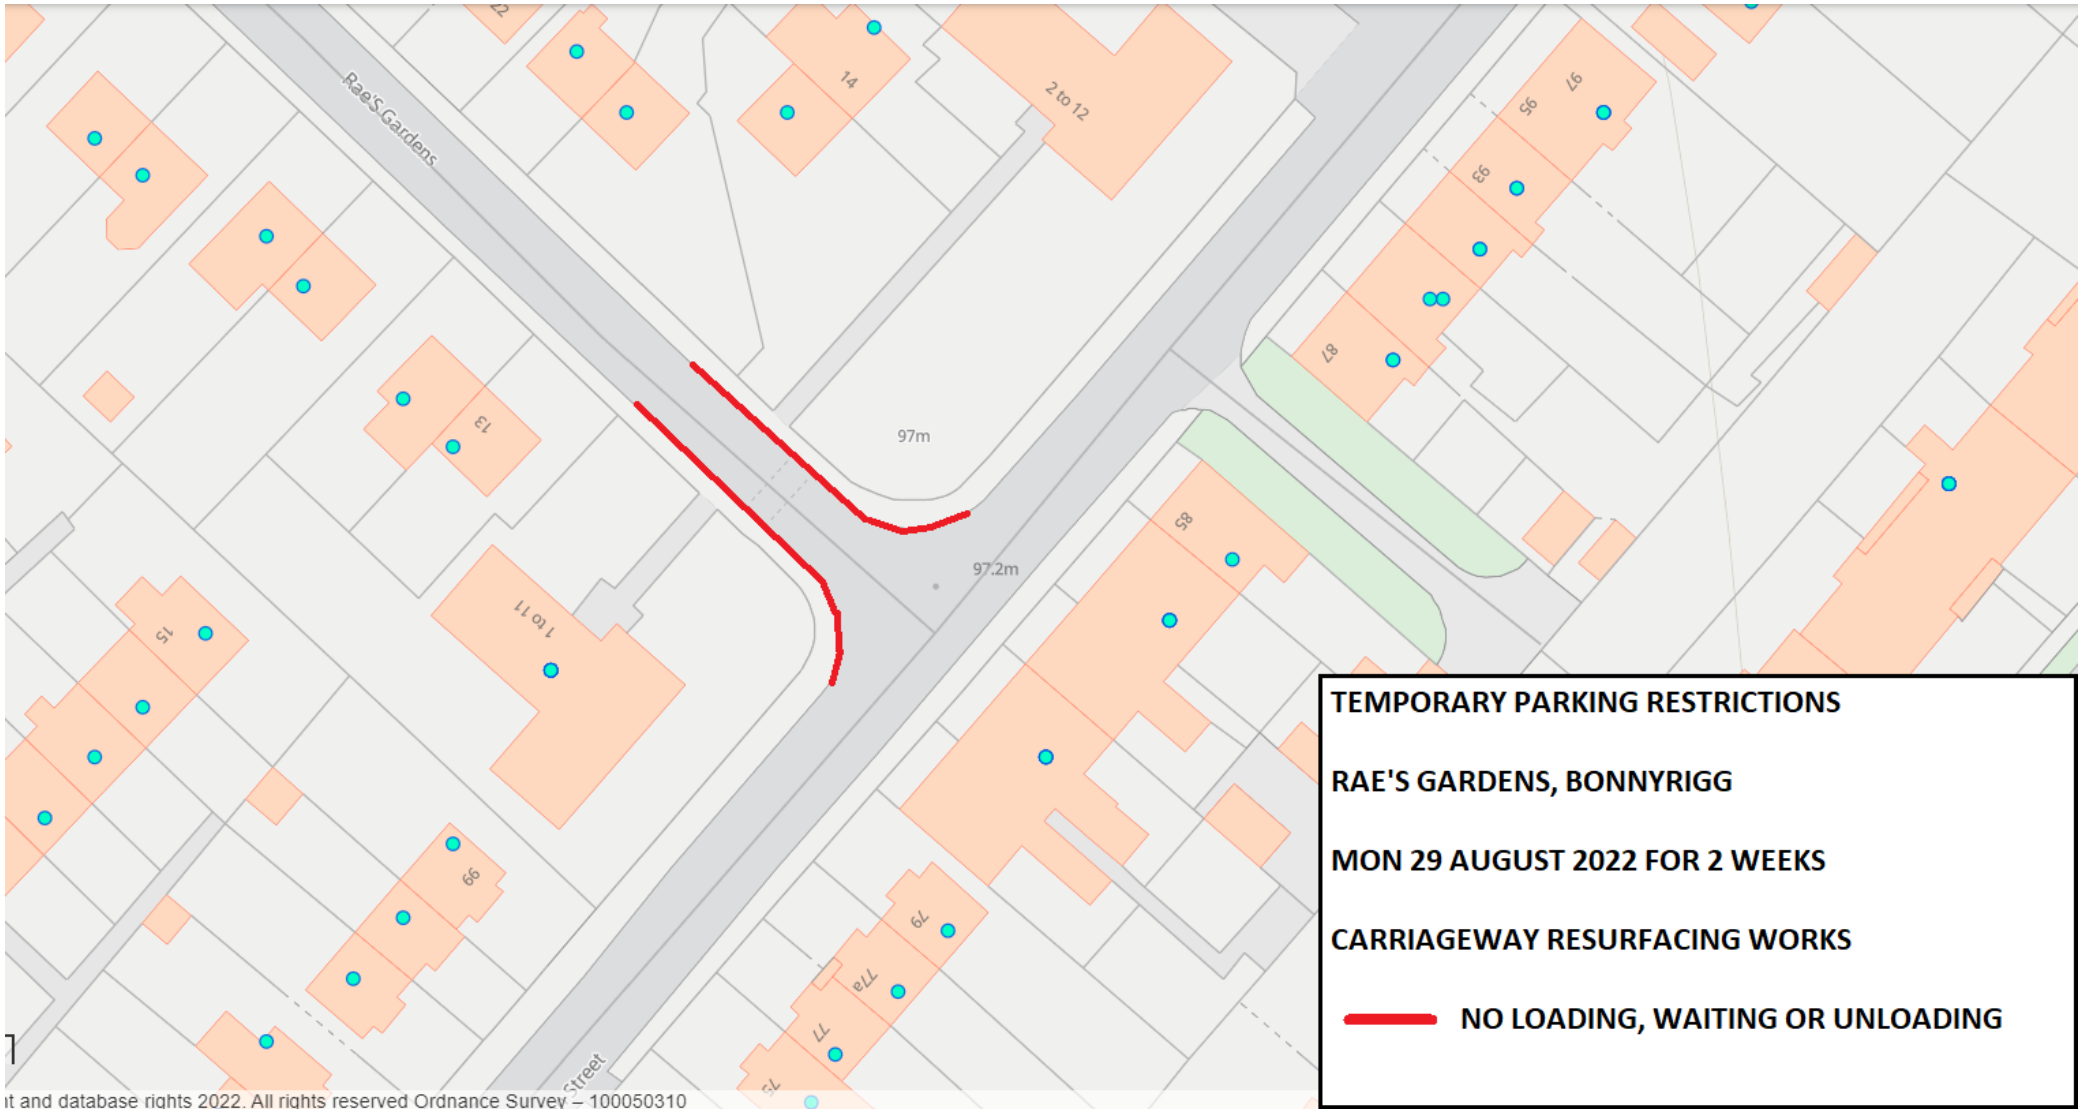 22
14
2 to 12
97
95
Rae'S Gardens
93
87
13
97m
85
97.2m
1 to 11
15
TEMPORARY PARKING RESTRICTIONS
RAE'S GARDENS, BONNYRIGG
MON 29 AUGUST 2022 FOR 2 WEEKS
CARRIAGEWAY RESURFACING WORKS
NO LOADING, WAITING OR UNLOADING
79
77a
77
75
Street
and database rights 2022. All rights reserved Ordnance Survey – 100050310